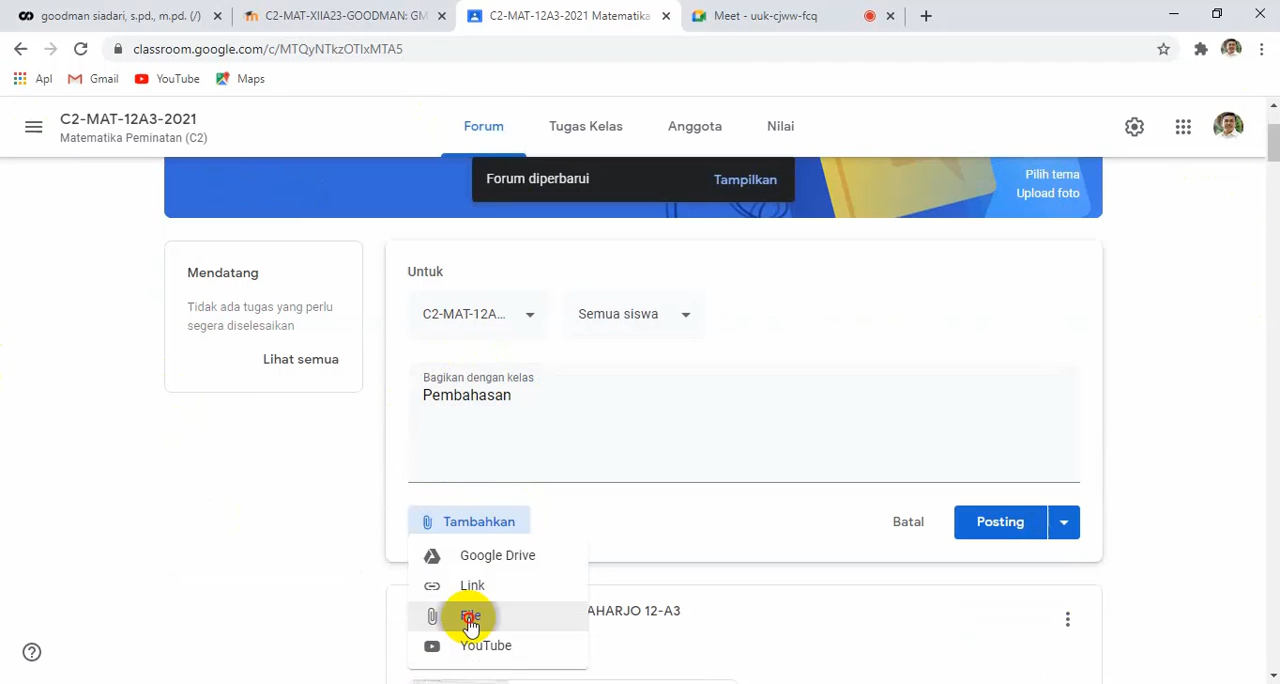 goodman siadari, s.pd., m.pd. (/)
C2-MAT-XIIA23-GOODMAN: GM
C2-MAT-12A3-2021 Matematika
Meet - uuk-cjww-fcq
classroom.google.com/c/MTQyNTkzOTIxMTA5
Apl
Gmail
YouTube
Maps
C2-MAT-12A3-2021
Matematika Peminatan (C2)
Forum
Tugas Kelas
Anggota
Nilai
Forum diperbarui
Tampilkan
Pilih tema
Upload foto
Mendatang
Tidak ada tugas yang perlu
segera diselesaikan
Lihat semua
Untuk
C2-MAT-12A...
Semua siswa
Bagikan dengan kelas
Pembahasan
Tambahkan
Batal
Posting
Google Drive
Link
File
YouTube
AHARJO 12-A3